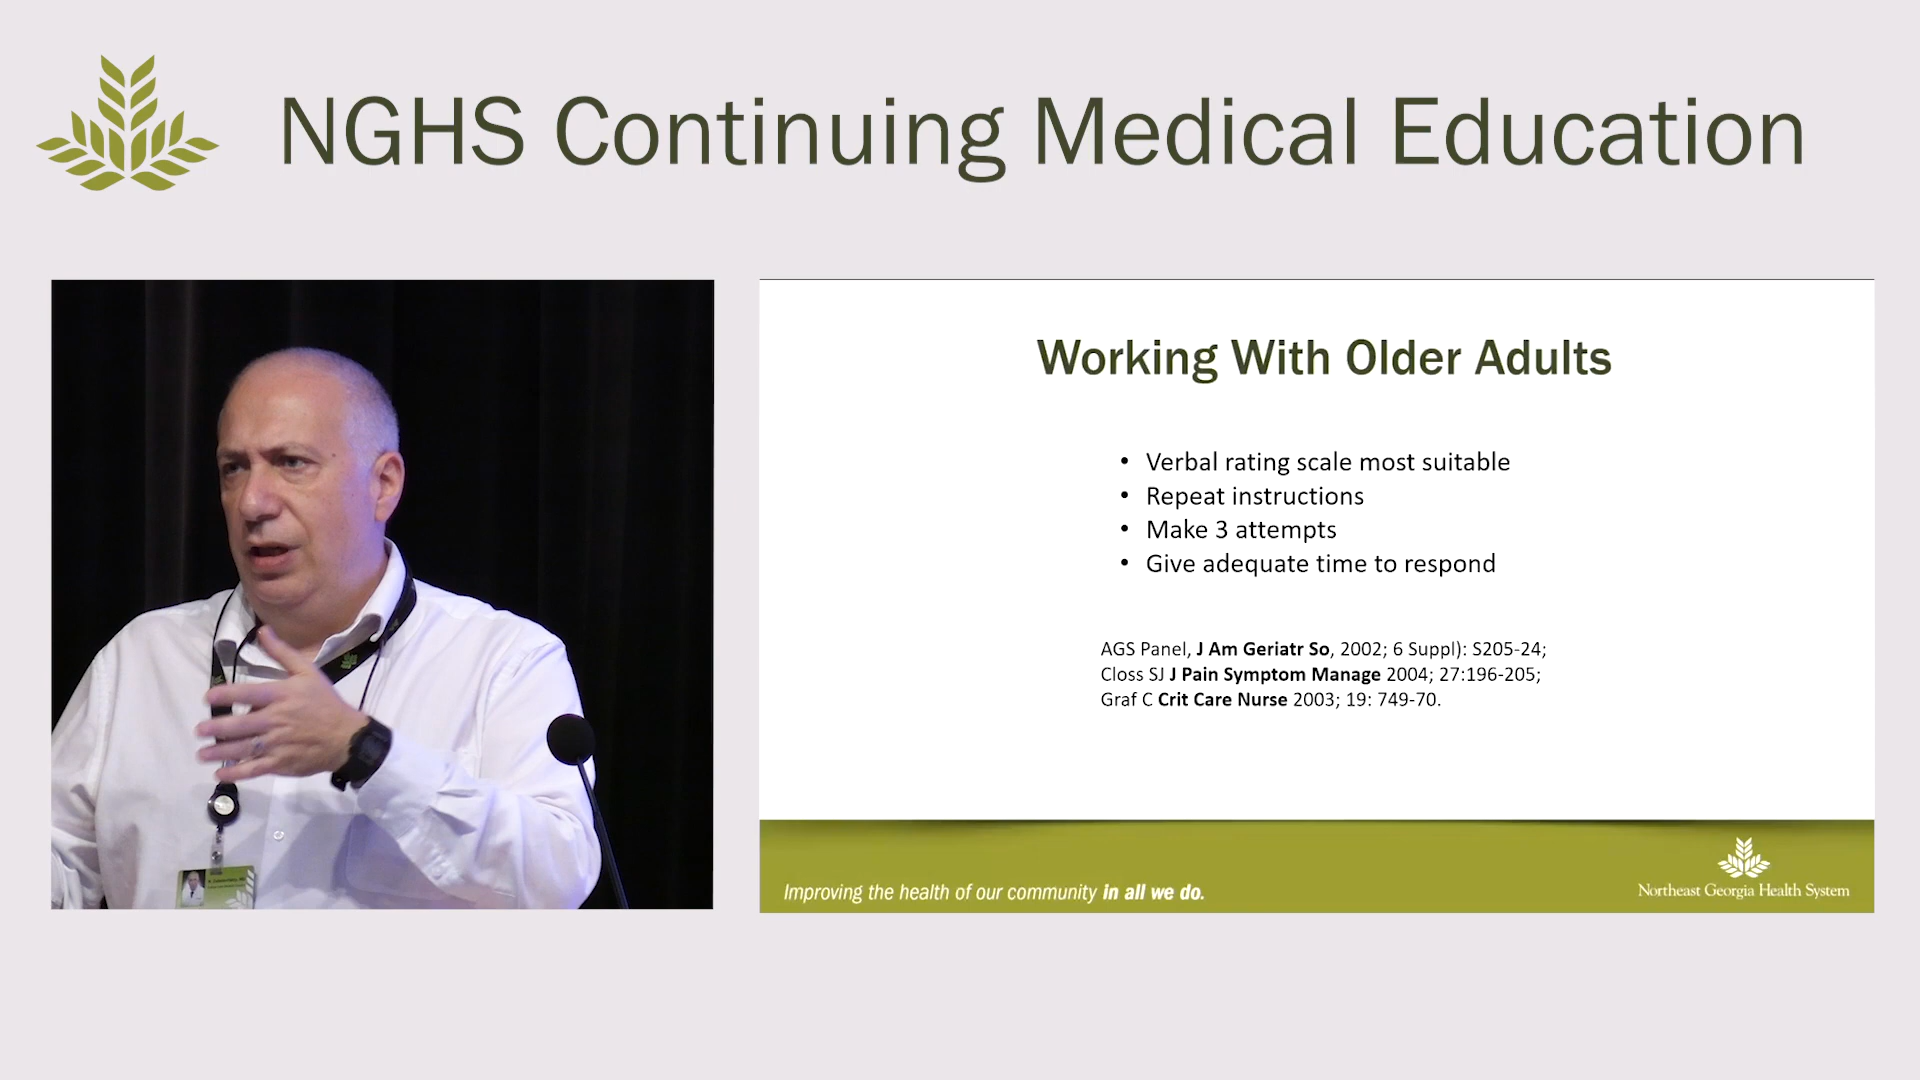 NGHS Continuing Medical Education
Working With Older Adults
• Verbal rating scale most suitable
• Repeat instructions
• Make 3 attempts
• Give adequate time to respond
AGS Panel, J Am Geriatr So, 2002; 6 Suppl): S205-24;
Closs SJ J Pain Symptom Manage 2004; 27:196-205;
Graf C Crit Care Nurse 2003; 19: 749-70.
Improving the health of our community in all we do.
Northeast Georgia Health System